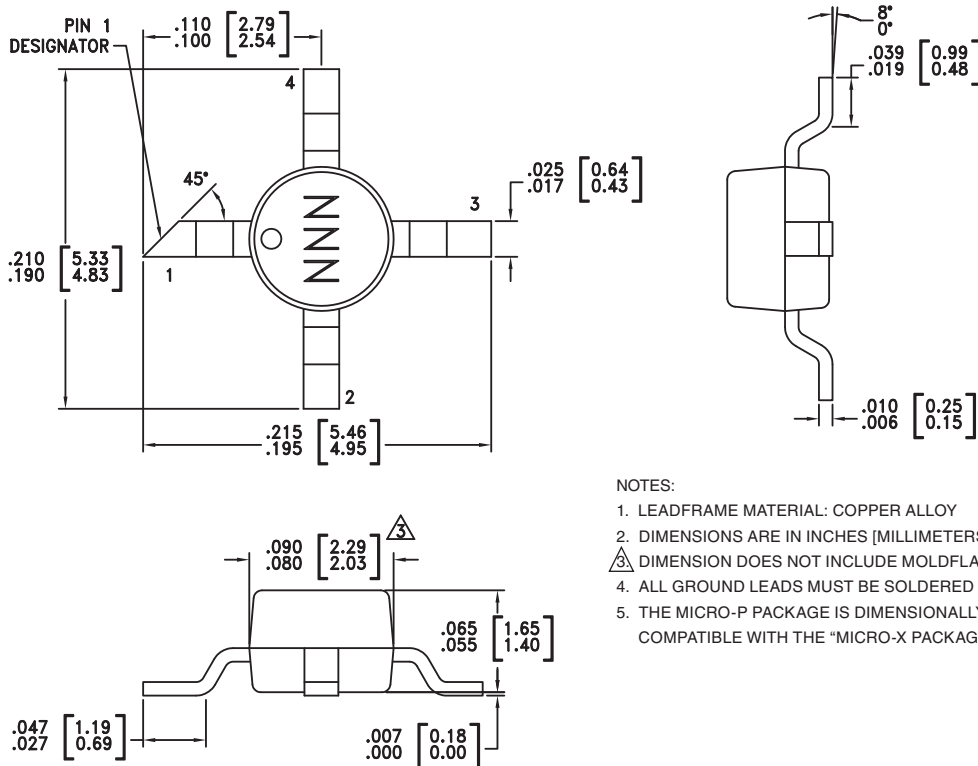 PIN 1
DESIGNATOR
.110 [2.79]
.100 [2.54]
4
45°
NNN
3
1
2
.025 [0.64]
.017 [0.43]
.210 [5.33]
.190 [4.83]
.215 [5.46]
.195 [4.95]
8°
0°
.039 [0.99]
.019 [0.48]
.010 [0.25]
.006 [0.15]
.090 [2.29]
.080 [2.03]
3
.065 [1.65]
.055 [1.40]
.047 [1.19]
.027 [0.69]
.007 [0.18]
.000 [0.00]
NOTES:
1. LEADFRAME MATERIAL: COPPER ALLOY
2. DIMENSIONS ARE IN INCHES [MILLIMETERS
3. DIMENSION DOES NOT INCLUDE MOLDFLA
4. ALL GROUND LEADS MUST BE SOLDERED
5. THE MICRO-P PACKAGE IS DIMENSIONALLY
COMPATIBLE WITH THE “MICRO-X PACKAG